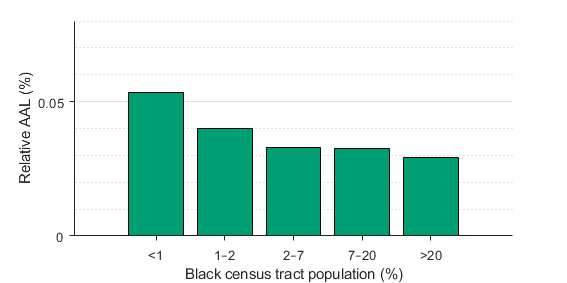 Relative AAL (%)
0.05
0
<1 1-2 2-7 7-20 >20
Black census tract population (%)